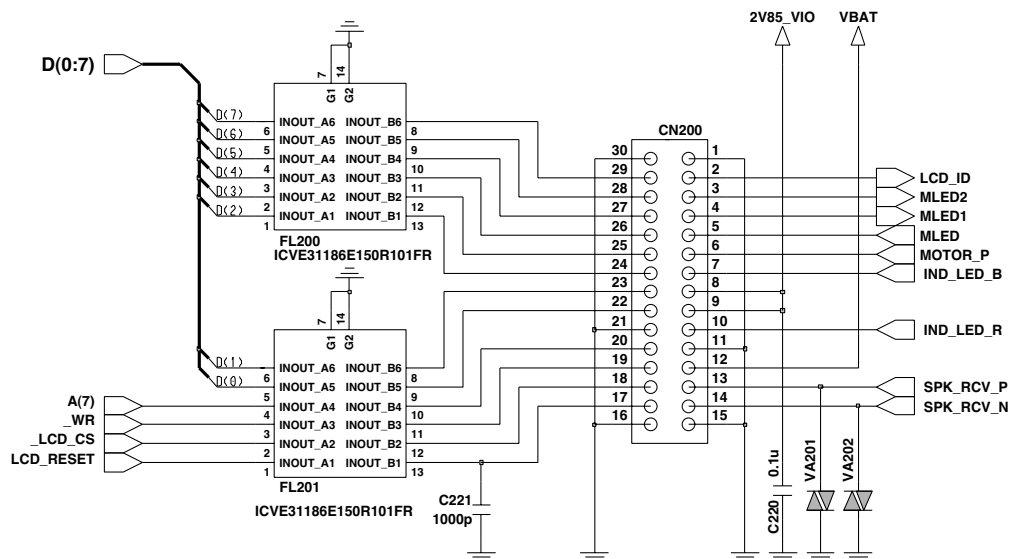 2V85_VIO VBAT
D(0:7)
7 14
G1 G2
D(7) INOUT_A6 INOUT_B6
D(6) 6 INOUT_A5 INOUT_B5 8
D(5) 5 INOUT_A4 INOUT_B4 9
D(4) 4 INOUT_A3 INOUT_B3 10
D(3) 3 INOUT_A2 INOUT_B2 11
D(2) 2 INOUT_A1 INOUT_B1 12
1 13
FL200
ICVE31186E150R101FR
CN200
30 1
29 2 LCD_ID
28 3 MLED2
27 4 MLED1
26 5 MLED
25 6 MOTOR_P
24 7 IND_LED_B
23 8
22 9
21 10 IND_LED_R
20 11
19 12
18 13 SPK_RCV_P
17 14 SPK_RCV_N
16 15
7 14
G1 G2
D(1) INOUT_A6 INOUT_B6
D(0) 6 INOUT_A5 INOUT_B5 8
A(7) 5 INOUT_A4 INOUT_B4 9
_WR 4 INOUT_A3 INOUT_B3 10
_LCD_CS 3 INOUT_A2 INOUT_B2 11
LCD_RESET 2 INOUT_A1 INOUT_B1 12
1 13
FL201
ICVE31186E150R101FR
C221
1000p
0.1u
C220
VA201
VA202